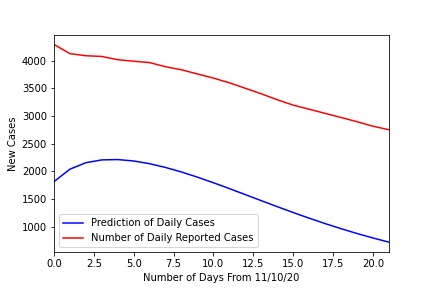 4000
3500
3000
2500
2000
1500
1000
New Cases
Prediction of Daily Cases
Number of Daily Reported Cases
0.0 2.5 5.0 7.5 10.0 12.5 15.0 17.5 20.0
Number of Days From 11/10/20